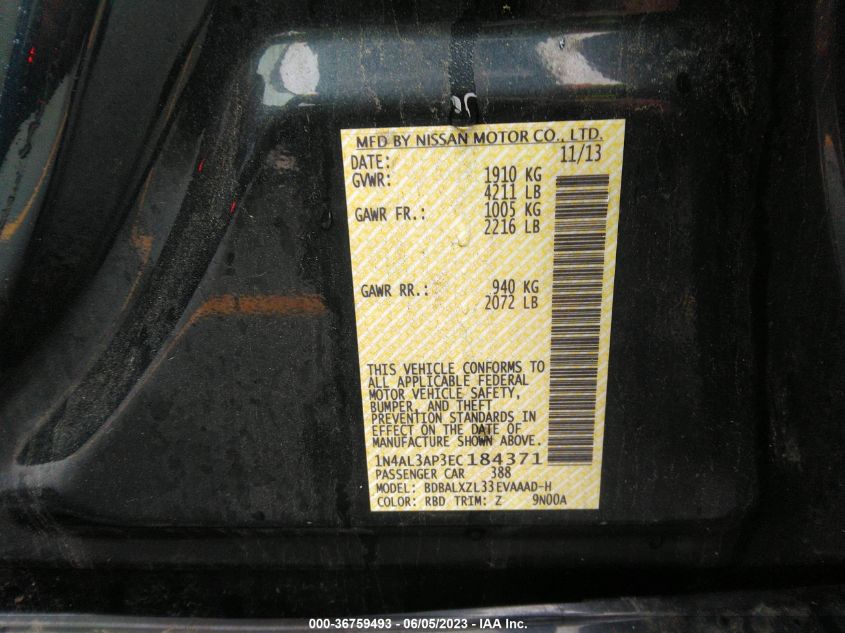 MFD BY NISSAN MOTOR CO., LTD.
DATE: 11/13
GVWR: 1910 KG
4211 LB
GAWR FR.: 1005 KG
2216 LB
GAWR RR.: 940 KG
2072 LB
THIS VEHICLE CONFORMS TO
ALL APPLICABLE FEDERAL
MOTOR VEHICLE SAFETY,
BUMPER, AND THEFT
PREVENTION STANDARDS IN
EFFECT ON THE DATE OF
MANUFACTURE SHOWN ABOVE.
1N4AL3AP3EC184371
PASSENGER CAR 388
MODEL: BDBALXZL33EVAAAD-H
COLOR: RBD TRIM: Z 9N00A
000-36759493 - 06/05/2023 - IAA Inc.